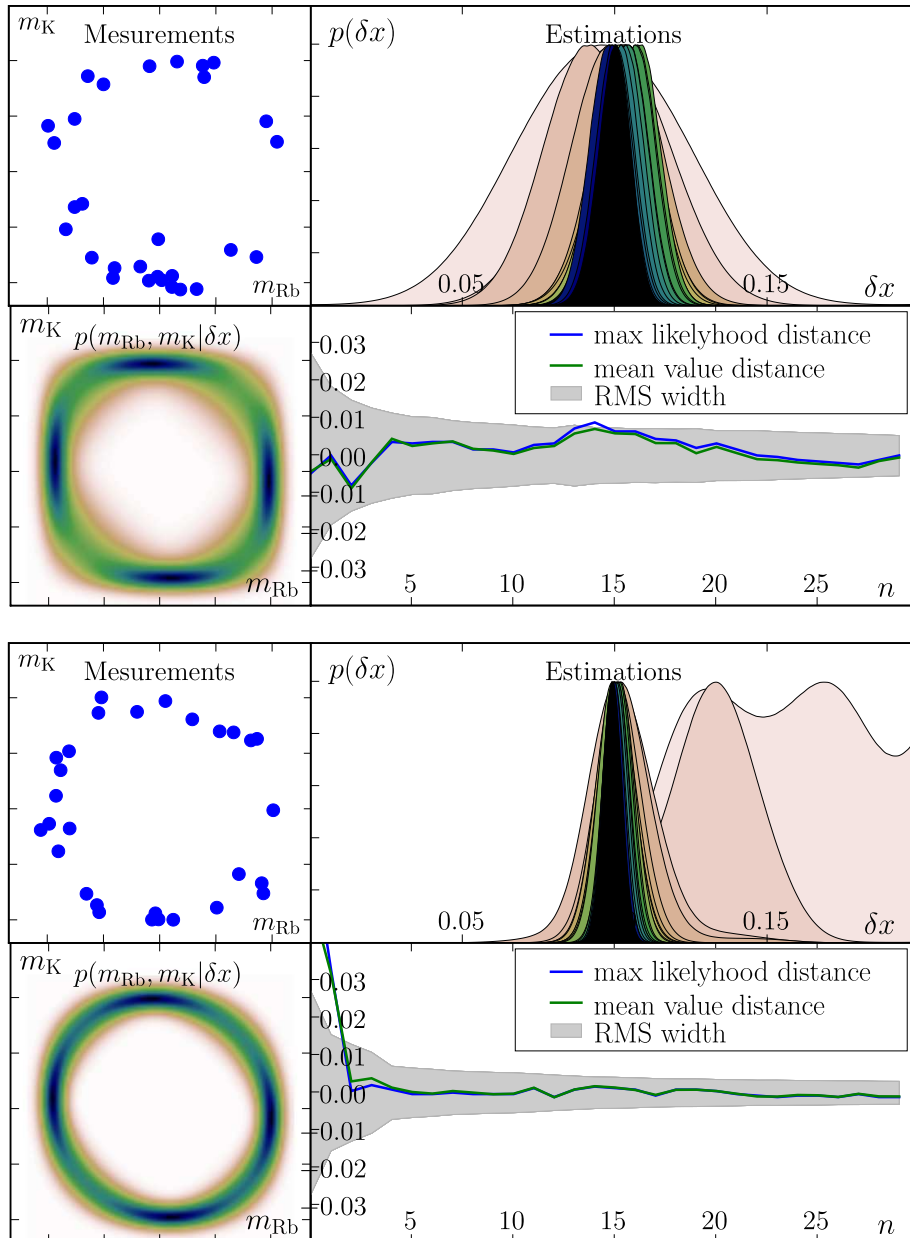 m_K
Mesurements
m_Rb
p(δx)
Estimations
0.05
0.15
δx
m_K
p(m_Rb, m_K|δx)
m_Rb
max likelyhood distance
mean value distance
RMS width
0.03
0.02
0.01
0.00
−0.01
−0.02
−0.03
5
10
15
20
25
n
m_K
Mesurements
m_Rb
p(δx)
Estimations
0.05
0.15
δx
m_K
p(m_Rb, m_K|δx)
m_Rb
max likelyhood distance
mean value distance
RMS width
0.03
0.02
0.01
0.00
−0.01
−0.02
−0.03
5
10
15
20
25
n